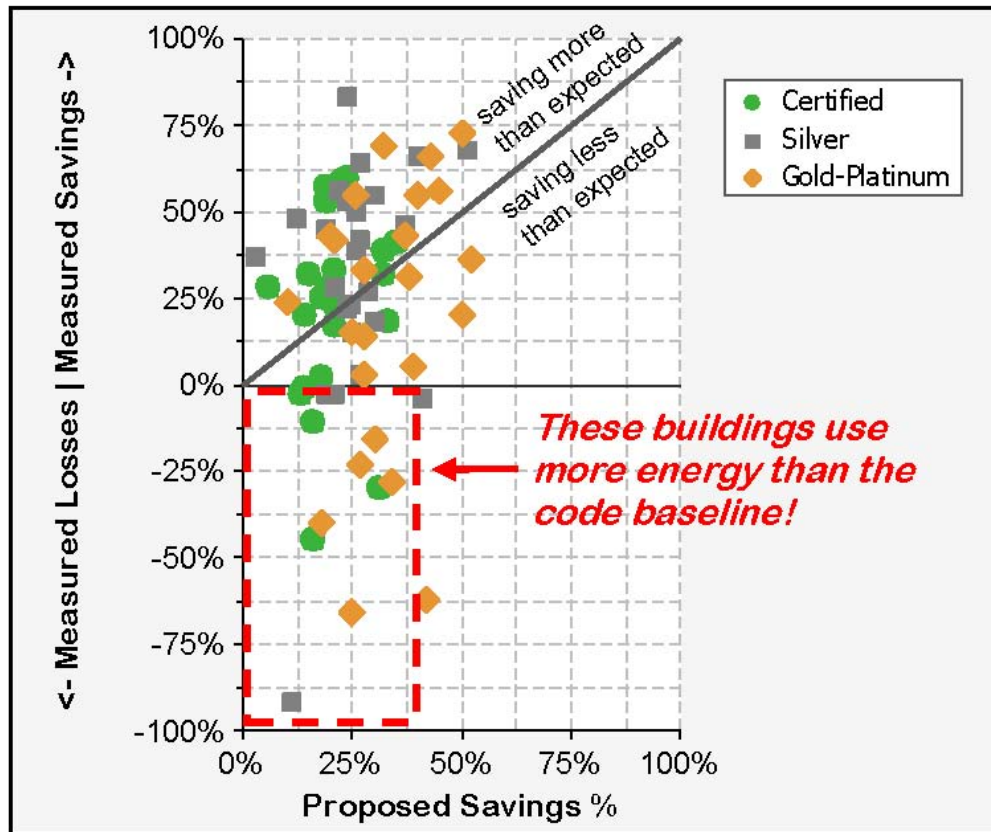 <- Measured Losses | Measured Savings ->
100%
75%
50%
25%
0%
-25%
-50%
-75%
-100%
saving more
than expected
saving less
than expected
Certified
Silver
Gold-Platinum
These buildings use
more energy than the
code baseline!
0%
25%
50%
75%
100%
Proposed Savings %